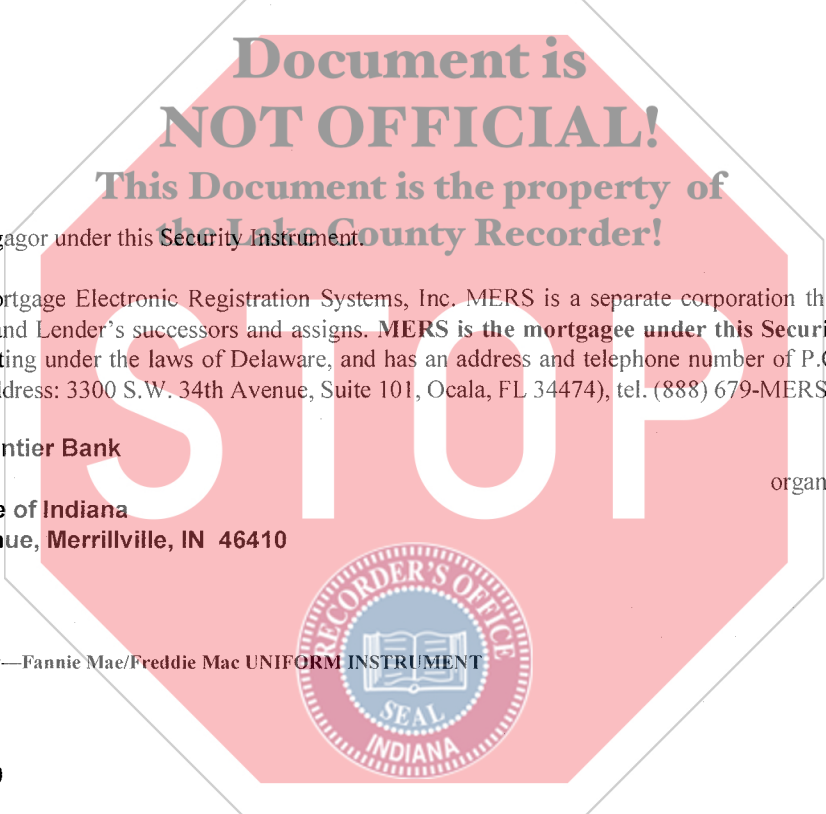 Document is
NOT OFFICIAL!
This Document is the property of
the Lake County Recorder!
gagor under this Security Instrument.
ortgage Electronic Registration Systems, Inc. MERS is a separate corporation th
and Lender's successors and assigns. MERS is the mortgagee under this Securi
ting under the laws of Delaware, and has an address and telephone number of P.O
ddress: 3300 S.W. 34th Avenue, Suite 101, Ocala, FL 34474), tel. (888) 679-MERS
STOP
ntier Bank
organ
e of Indiana
nue, Merrillville, IN 46410
RECORDER'S OFFICE
SEAL
INDIANA
—Fannie Mae/Freddie Mac UNIFORM INSTRUMENT